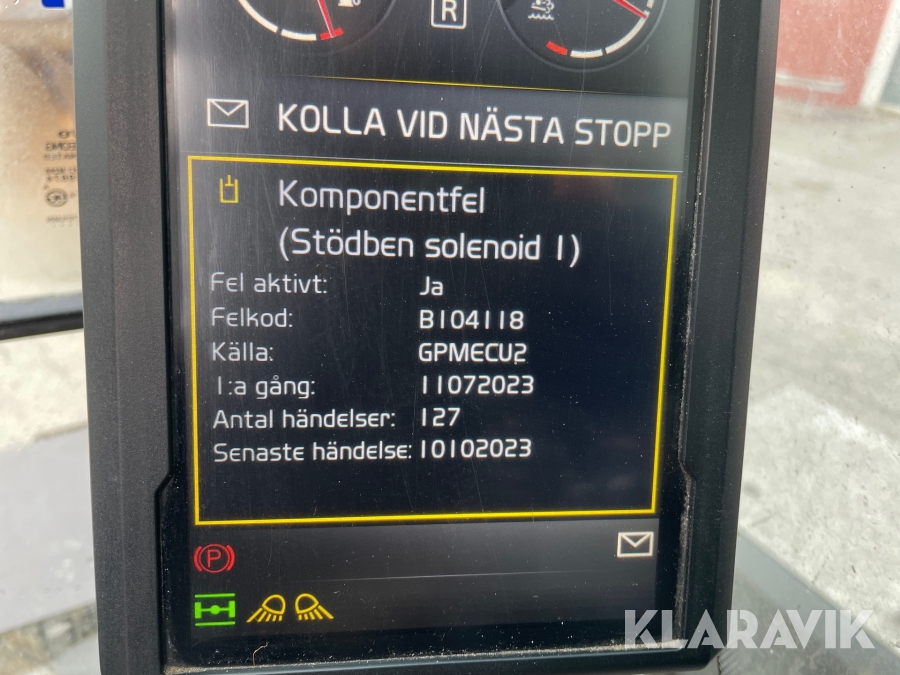 R
KOLLA VID NÄSTA STOPP
Komponentfel
(Stödben solenoid 1)
Fel aktivt: Ja
Felkod: B104118
Källa: GPMECU2
1:a gång: 11072023
Antal händelser: 127
Senaste händelse: 10102023
P
KLARAVIK